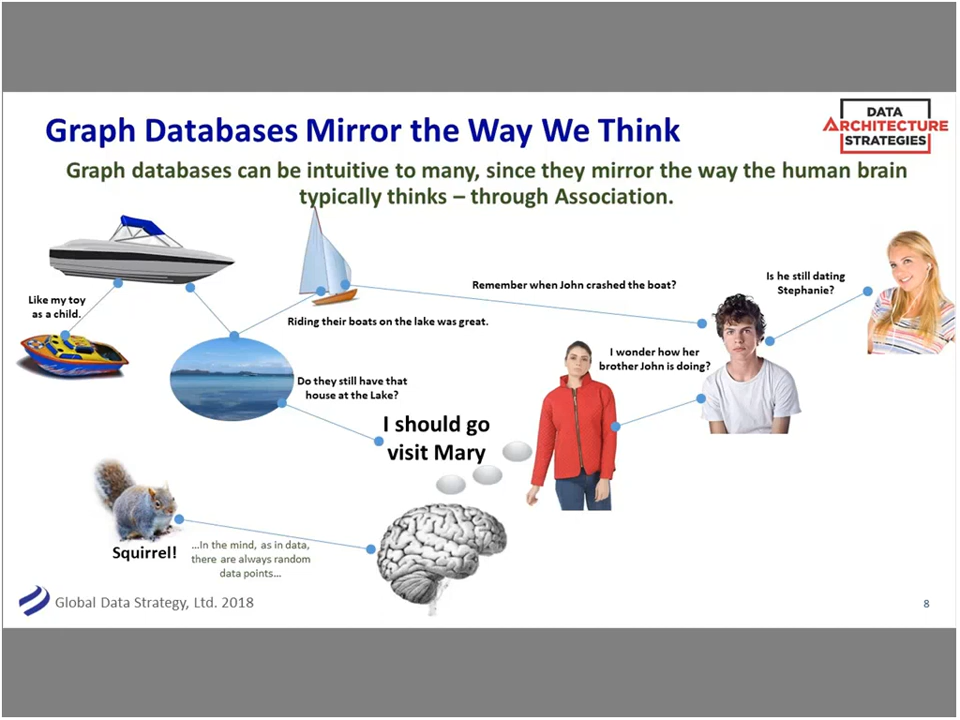 Graph Databases Mirror the Way We Think
DATA
ARCHITECTURE
STRATEGIES
Graph databases can be intuitive to many, since they mirror the way the human brain
typically thinks – through Association.
Like my toy
as a child.
Riding their boats on the lake was great.
Remember when John crashed the boat?
Is he still dating
Stephanie?
I wonder how her
brother John is doing?
Do they still have that
house at the Lake?
I should go
visit Mary
Squirrel!
...In the mind, as in data,
there are always random
data points...
Global Data Strategy, Ltd. 2018
8